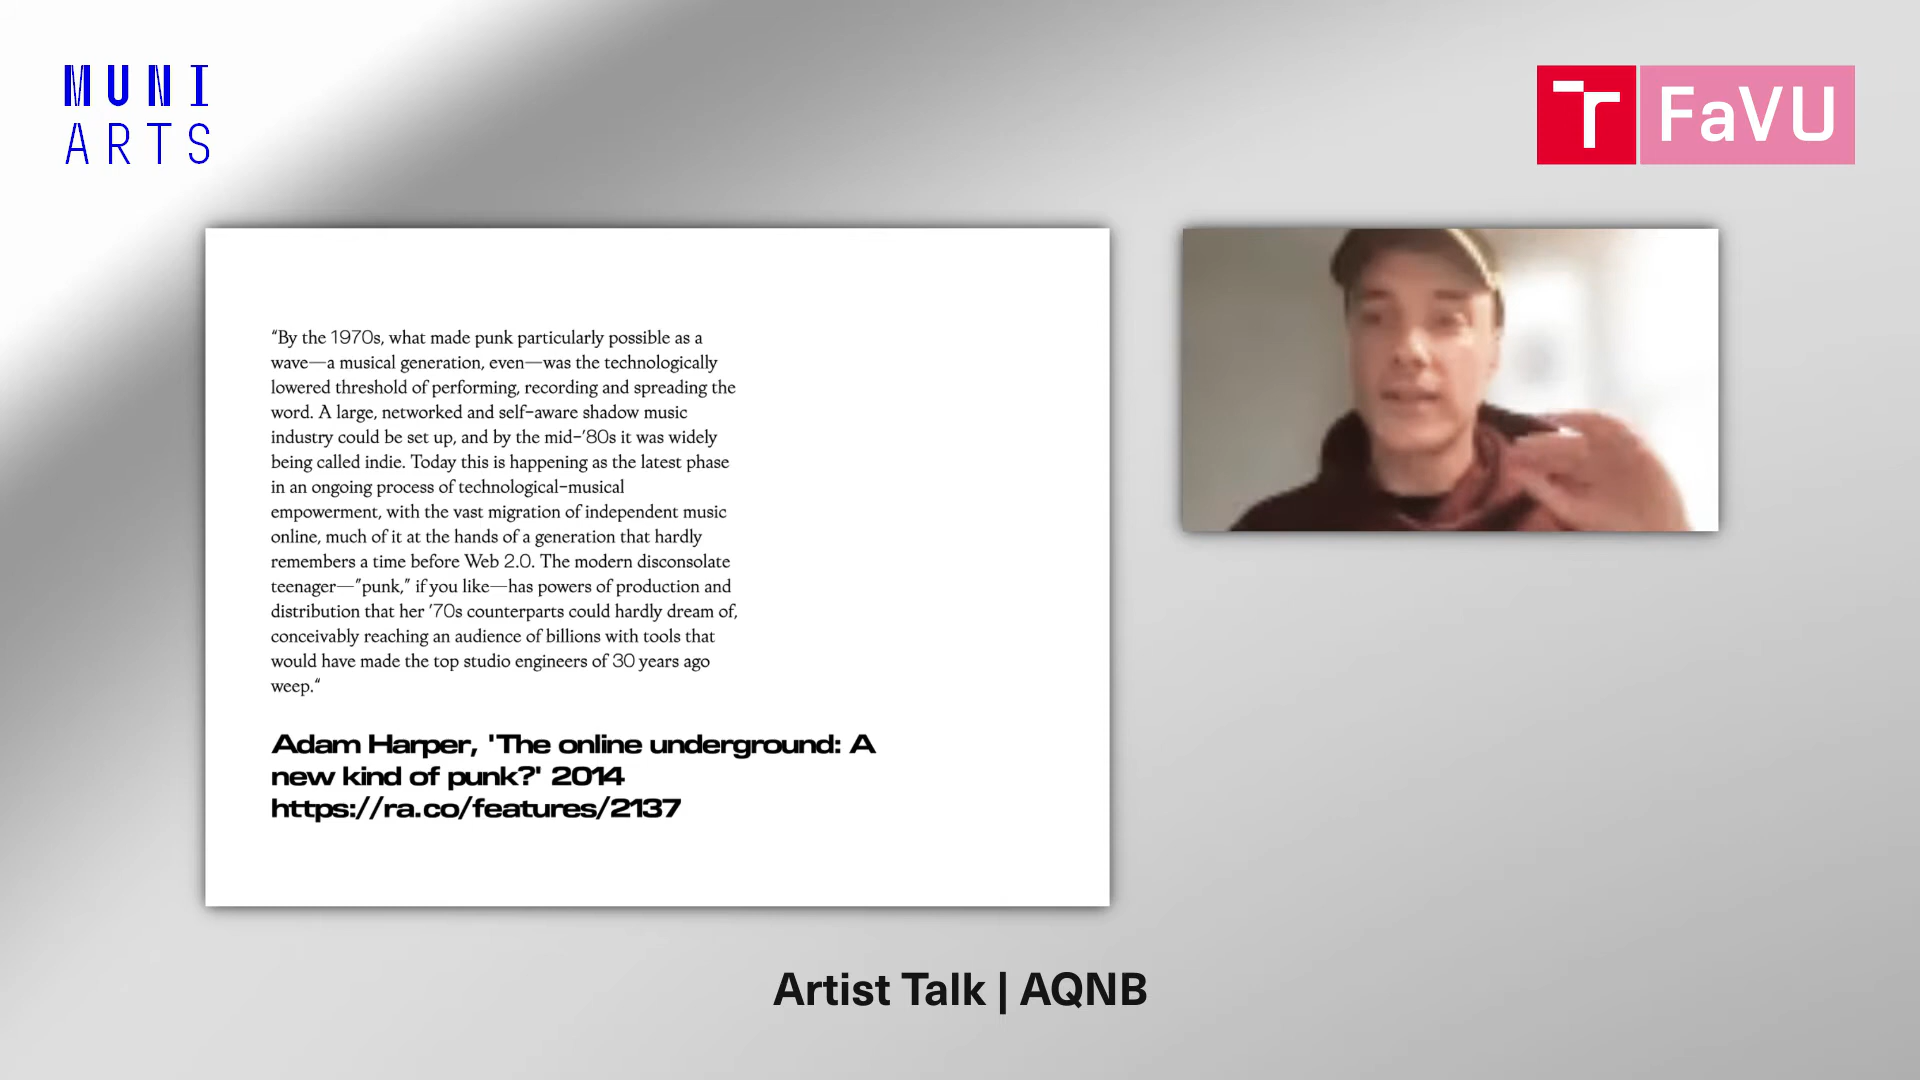 MUNI
ARTS
FaVU
“By the 1970s, what made punk particularly possible as a
wave—a musical generation, even—was the technologically
lowered threshold of performing, recording and spreading the
word. A large, networked and self-aware shadow music
industry could be set up, and by the mid-’80s it was widely
being called indie. Today this is happening as the latest phase
in an ongoing process of technological-musical
empowerment, with the vast migration of independent music
online, much of it at the hands of a generation that hardly
remembers a time before Web 2.0. The modern disconsolate
teenager—”punk,” if you like—has powers of production and
distribution that her ’70s counterparts could hardly dream of,
conceivably reaching an audience of billions with tools that
would have made the top studio engineers of 30 years ago
weep.“
Adam Harper, 'The online underground: A
new kind of punk?' 2014
https://ra.co/features/2137
Artist Talk | AQNB